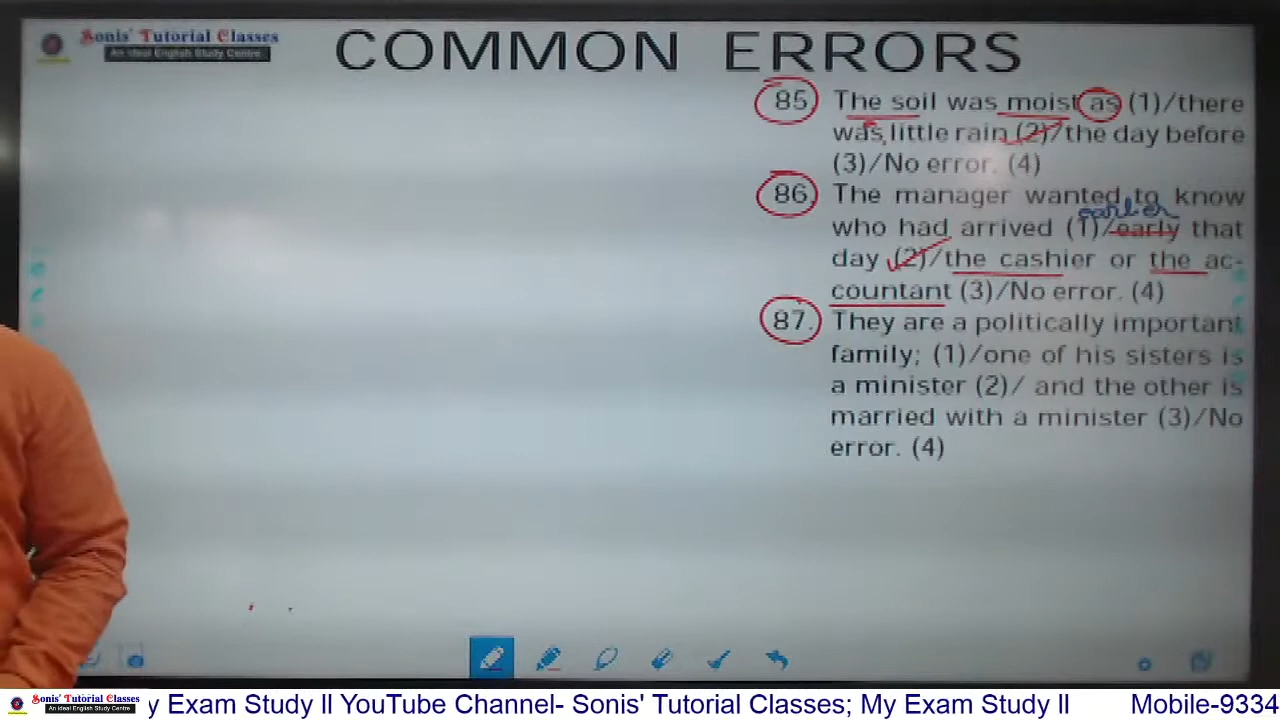 Sonis' Tutorial Classes
An Ideal English Study Centre
COMMON ERRORS
85 The soil was moist as (1)/there
was little rain (2)/the day before
(3)/No error. (4)
86 The manager wanted to know
earlier
who had arrived (1)/early that
day (2)/the cashier or the ac-
countant (3)/No error. (4)
87. They are a politically important
family; (1)/one of his sisters is
a minister (2)/ and the other is
married with a minister (3)/No
error. (4)
Sonis' Tutorial Classes
An Ideal English Study Centre
y Exam Study ll YouTube Channel- Sonis' Tutorial Classes; My Exam Study ll Mobile-9334